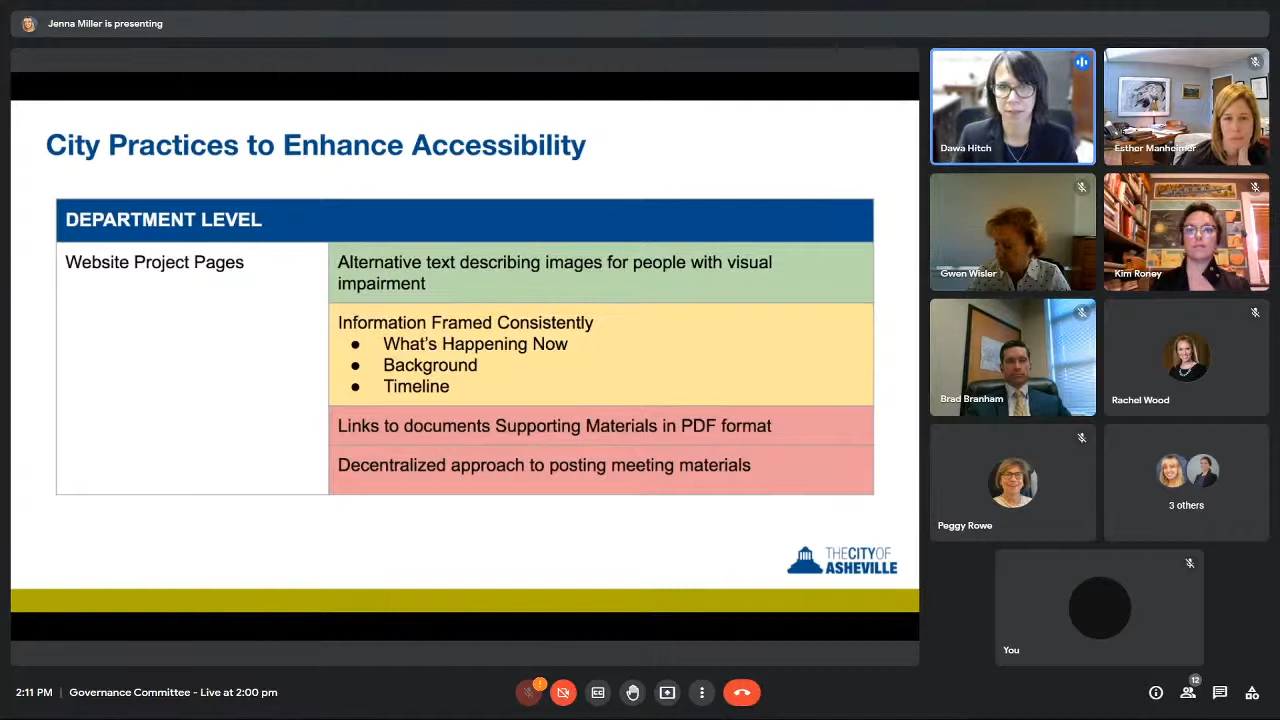 Jenna Miller is presenting
City Practices to Enhance Accessibility
DEPARTMENT LEVEL
Website Project Pages
Alternative text describing images for people with visual
impairment
Information Framed Consistently
● What's Happening Now
● Background
● Timeline
Links to documents Supporting Materials in PDF format
Decentralized approach to posting meeting materials
THE CITY OF
ASHEVILLE
Dawa Hitch
Esther Manheimer
Gwen Wisler
Kim Roney
Brad Branham
Rachel Wood
Peggy Rowe
3 others
You
2:11 PM | Governance Committee - Live at 2:00 pm
12